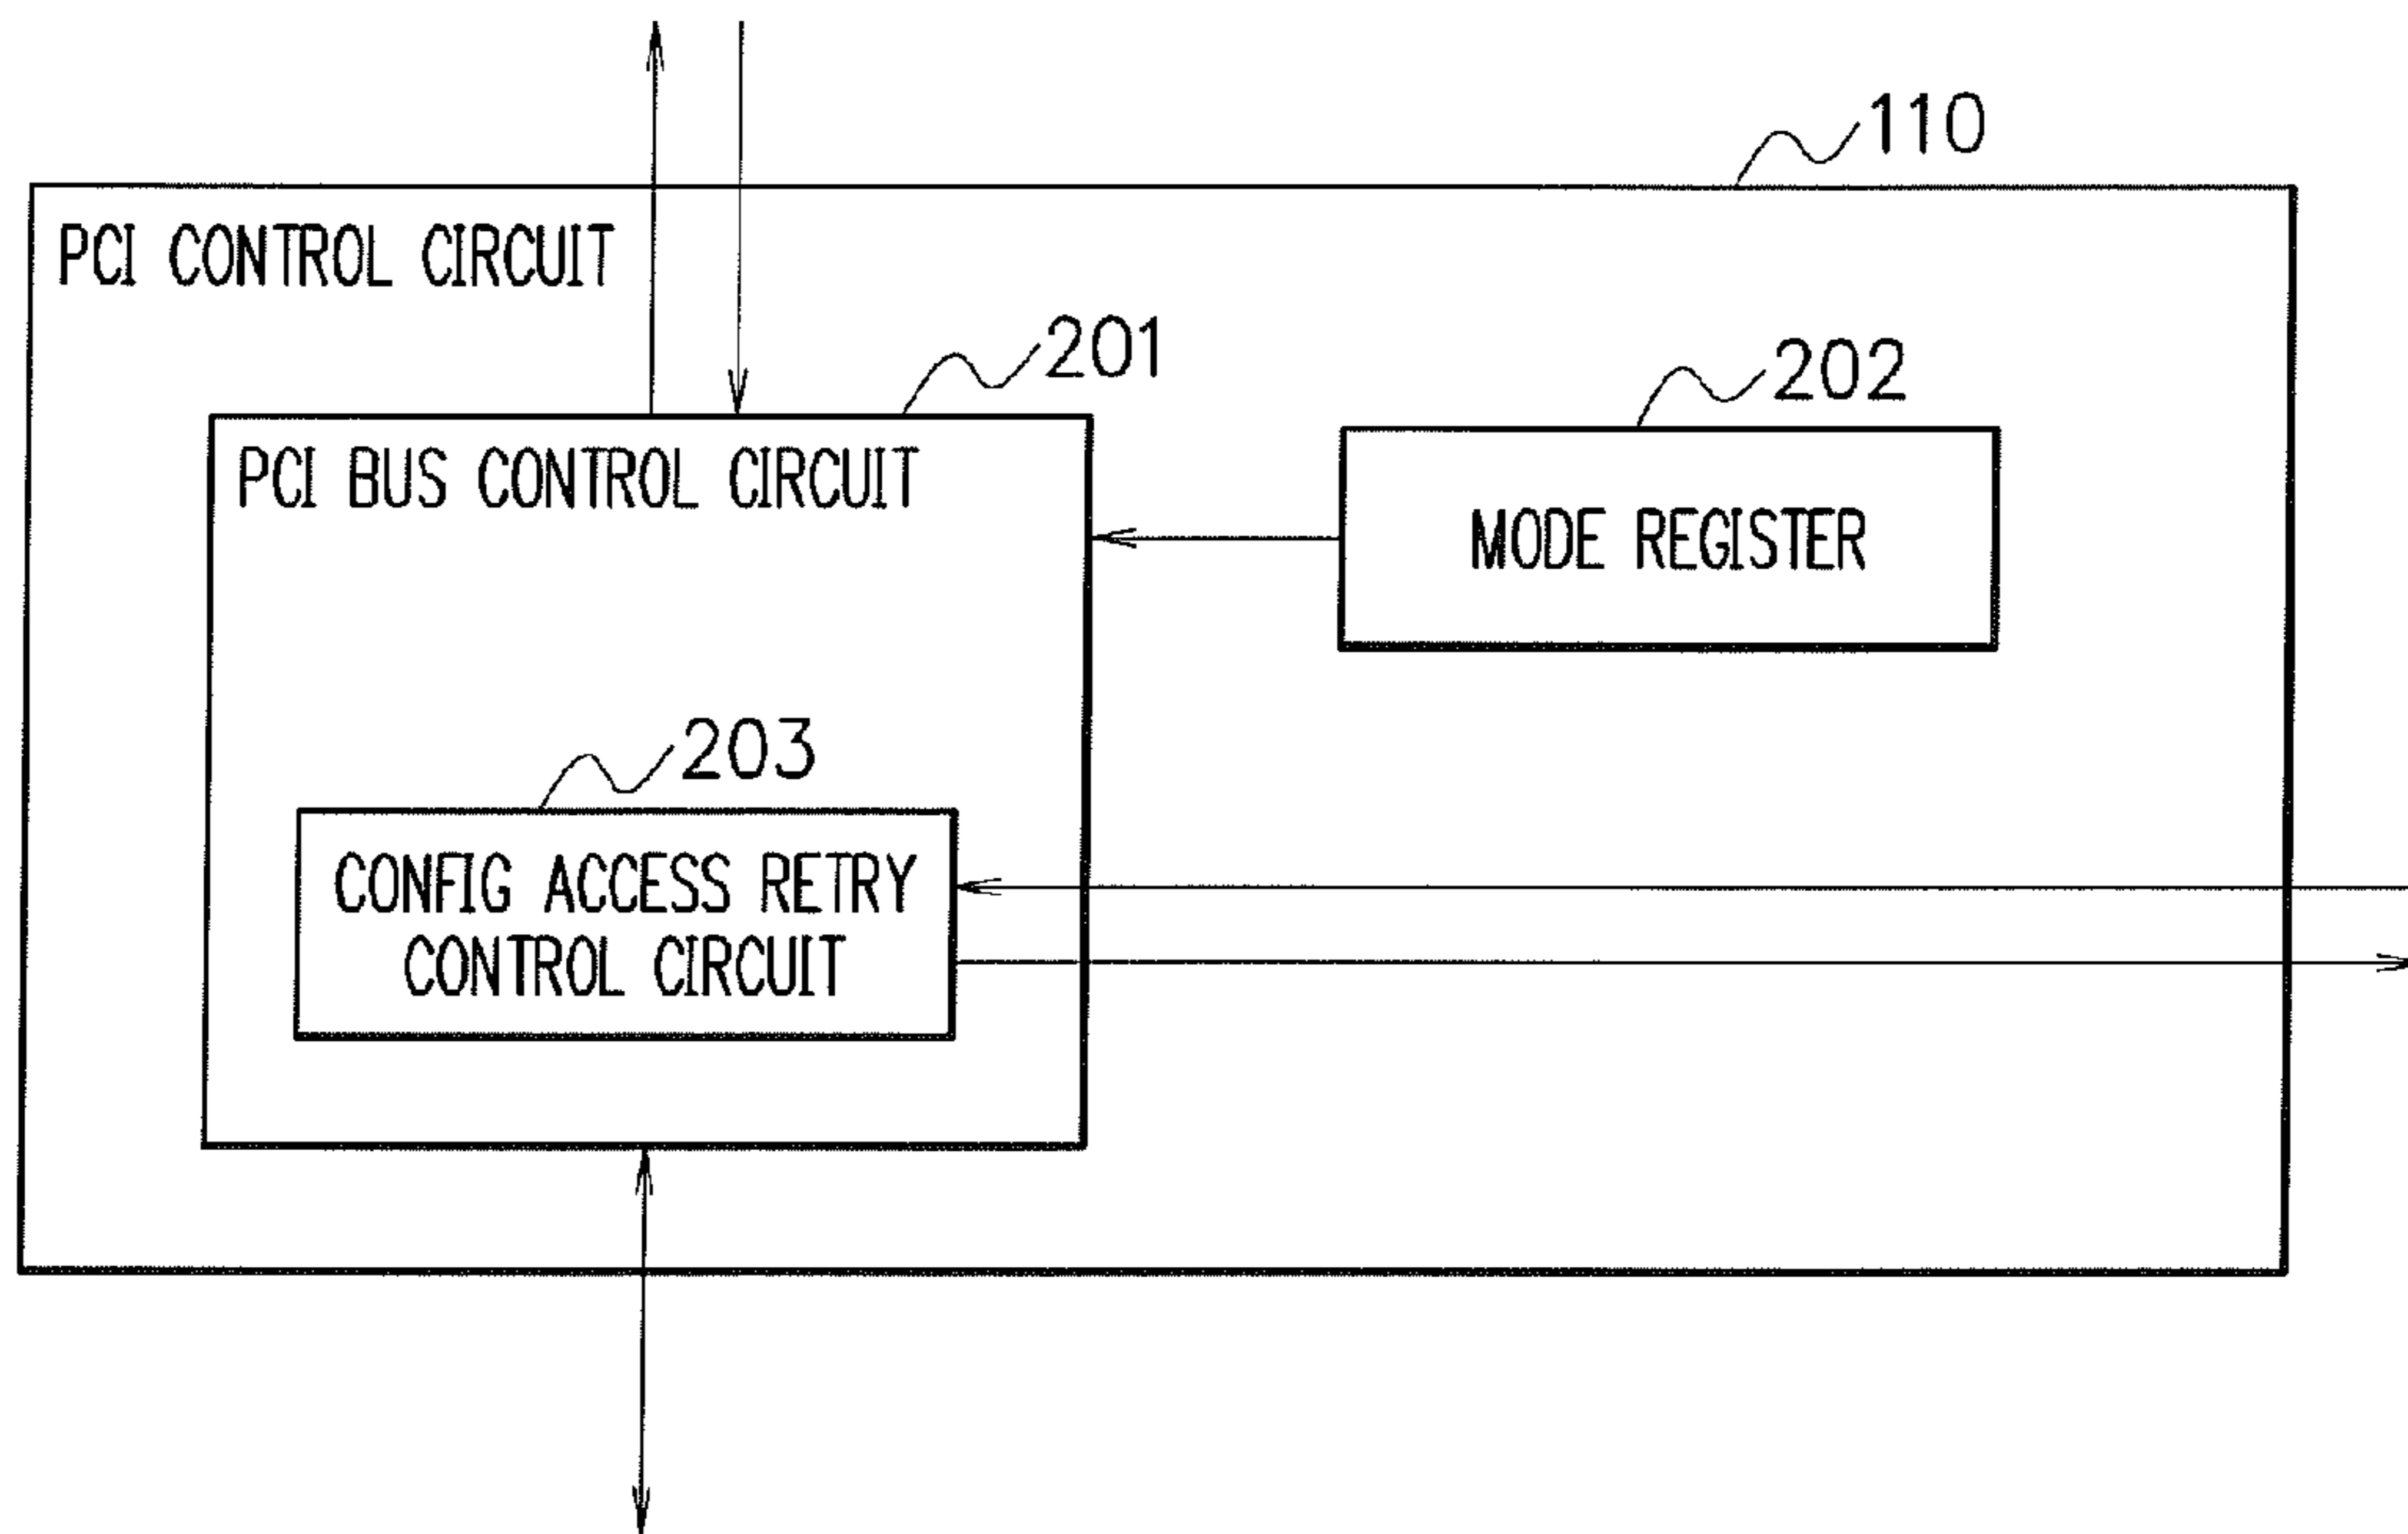 110
PCI CONTROL CIRCUIT
201
202
PCI BUS CONTROL CIRCUIT
MODE REGISTER
203
CONFIG ACCESS RETRY
CONTROL CIRCUIT